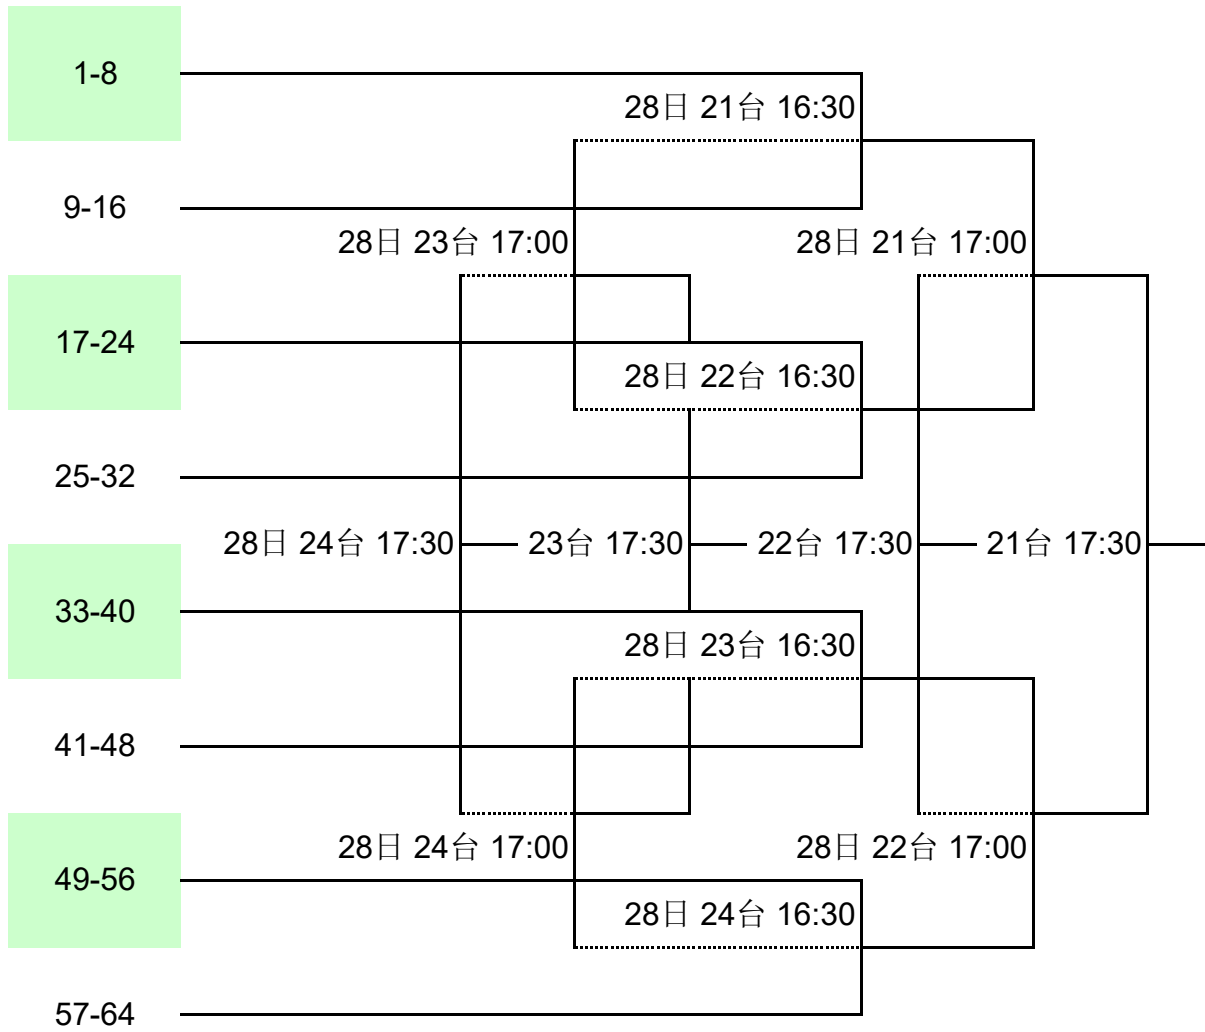 1-8
28日 21台 16:30
9-16
28日 23台 17:00
28日 21台 17:00
17-24
28日 22台 16:30
25-32
28日 24台 17:30
23台 17:30
22台 17:30
21台 17:30
33-40
28日 23台 16:30
41-48
28日 24台 17:00
28日 22台 17:00
49-56
28日 24台 16:30
57-64